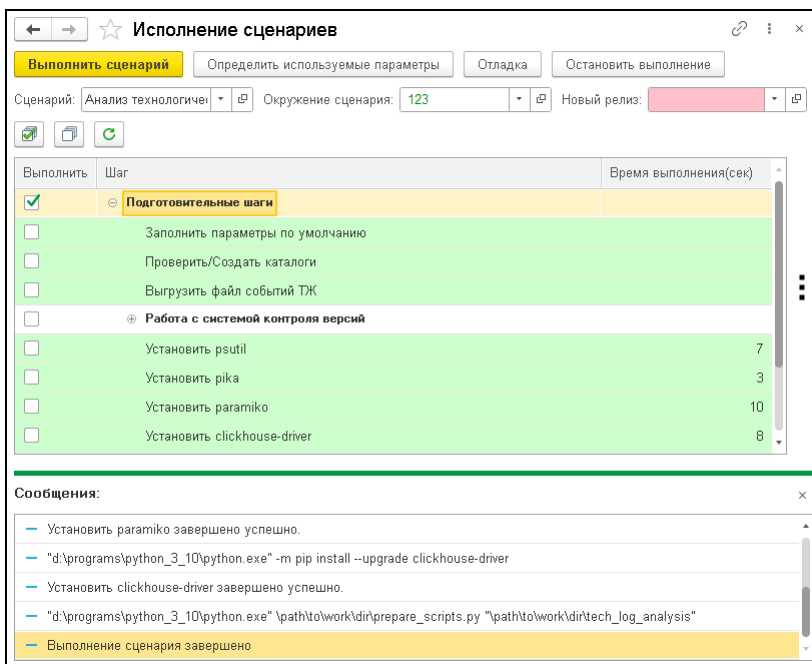 Исполнение сценариев
Выполнить сценарий Определить используемые параметры Отладка Остановить выполнение
Сценарий: Анализ технологичес Окружение сценария: 123 Новый релиз:
Выполнить Шаг Время выполнения(сек)
Подготовительные шаги
Заполнить параметры по умолчанию
Проверить/Создать каталоги
Выгрузить файл событий ТЖ
Работа с системой контроля версий
Установить psutil 7
Установить pika 3
Установить paramiko 10
Установить clickhouse-driver 8
Сообщения:
Установить paramiko завершено успешно.
"d:\programs\python_3_10\python.exe" -m pip install --upgrade clickhouse-driver
Установить clickhouse-driver завершено успешно.
"d:\programs\python_3_10\python.exe" \path\to\work\dir\prepare_scripts.py "\path\to\work\dir\tech_log_analysis"
Выполнение сценария завершено